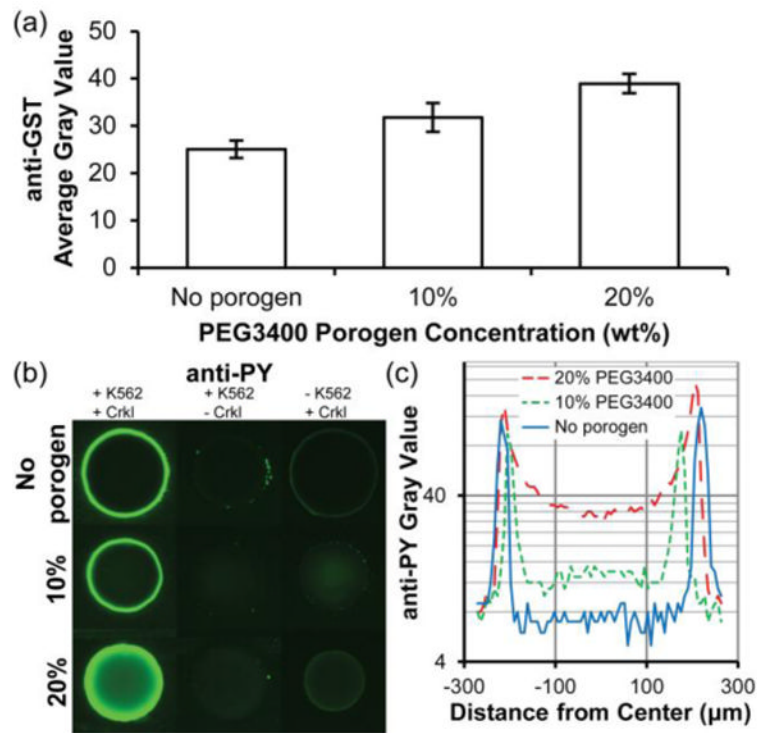 (a)
anti-GST
Average Gray Value
50
40
30
20
10
0
No porogen
10%
20%
PEG3400 Porogen Concentration (wt%)
(b)
anti-PY
+ K562
+ CrkI
+ K562
- CrkI
- K562
+ CrkI
No
porogen
10%
20%
(c)
20% PEG3400
10% PEG3400
No porogen
anti-PY Gray Value
40
4
-300
-100
100
300
Distance from Center (µm)